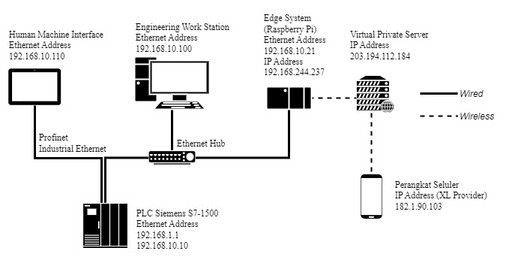 Human Machine Interface
Ethernet Address
192.168.10.110
Engineering Work Station
Ethernet Address
192.168.10.100
Edge System
(Raspberry Pi)
Ethernet Address
192.168.10.21
IP Address
192.168.244.237
Virtual Private Server
IP Address
203.194.112.184
Wired
Wireless
Profinet
Industrial Ethernet
Ethernet Hub
PLC Siemens S7-1500
Ethernet Address
192.168.1.1
192.168.10.10
Perangkat Seluler
IP Address (XL Provider)
182.1.90.103